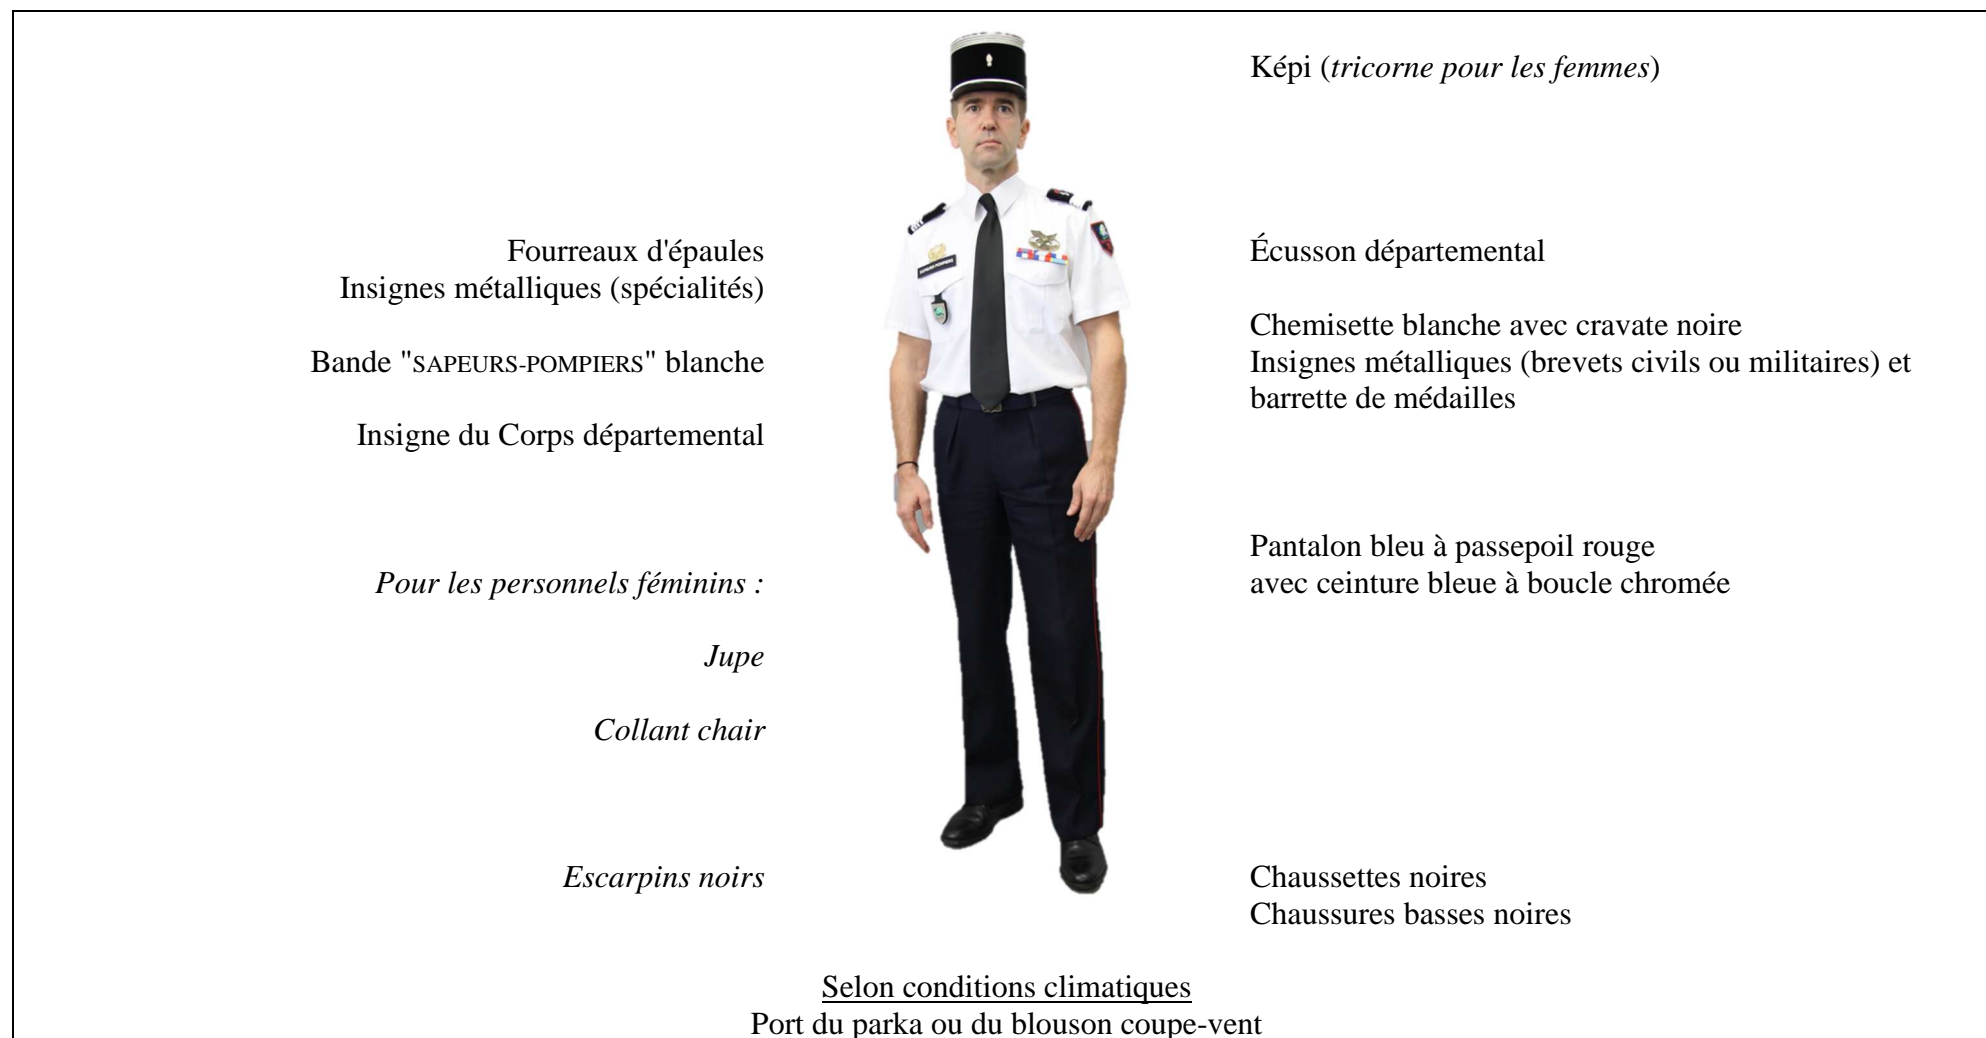 Képi (tricorne pour les femmes)
Fourreaux d'épaules
Insignes métalliques (spécialités)
Bande "SAPEURS-POMPIERS" blanche
Insigne du Corps départemental
Écusson départemental
Chemisette blanche avec cravate noire
Insignes métalliques (brevets civils ou militaires) et
barrette de médailles
Pour les personnels féminins :
Jupe
Collant chair
Escarpins noirs
Pantalon bleu à passepoil rouge
avec ceinture bleue à boucle chromée
Chaussettes noires
Chaussures basses noires
Selon conditions climatiques
Port du parka ou du blouson coupe-vent